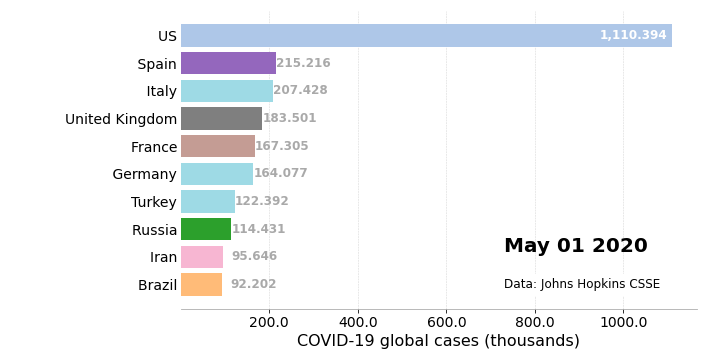 US 1,110.394
Spain 215.216
Italy 207.428
United Kingdom 183.501
France 167.305
Germany 164.077
Turkey 122.392
Russia 114.431
Iran 95.646
Brazil 92.202
May 01 2020
Data: Johns Hopkins CSSE
200.0 400.0 600.0 800.0 1000.0
COVID-19 global cases (thousands)